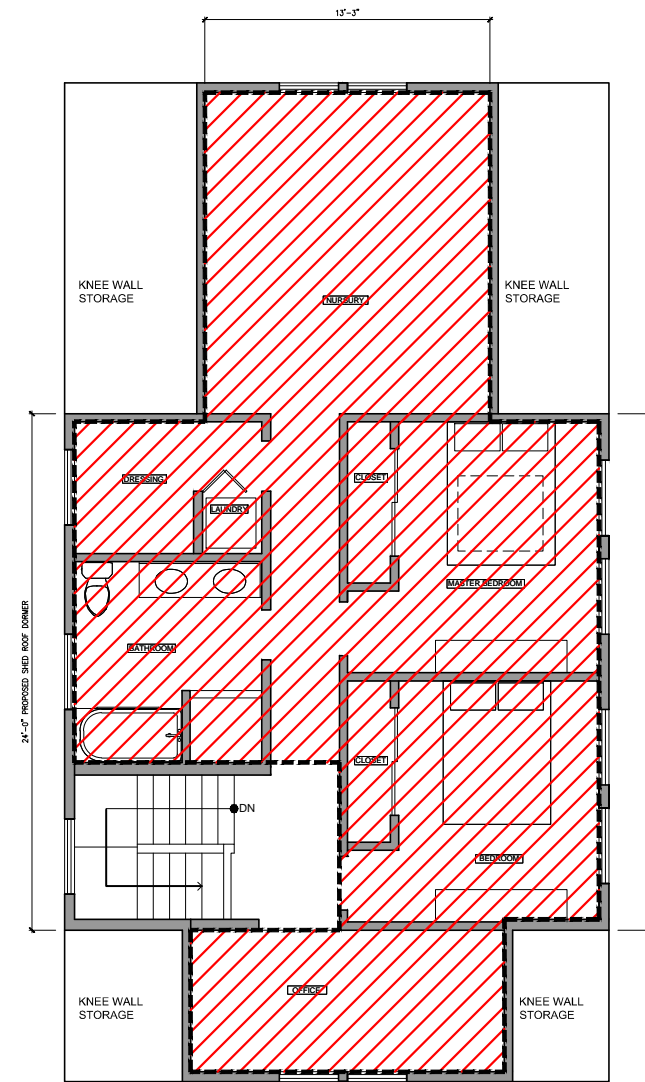 13'-3"
KNEE WALL
STORAGE
KNEE WALL
STORAGE
NURSURY
DRESSING
CLOSET
LAUNDRY
MASTER BEDROOM
BATHROOM
24'-0" PROPOSED SHED ROOF DORMER
CLOSET
DN
BEDROOM
OFFICE
KNEE WALL
STORAGE
KNEE WALL
STORAGE